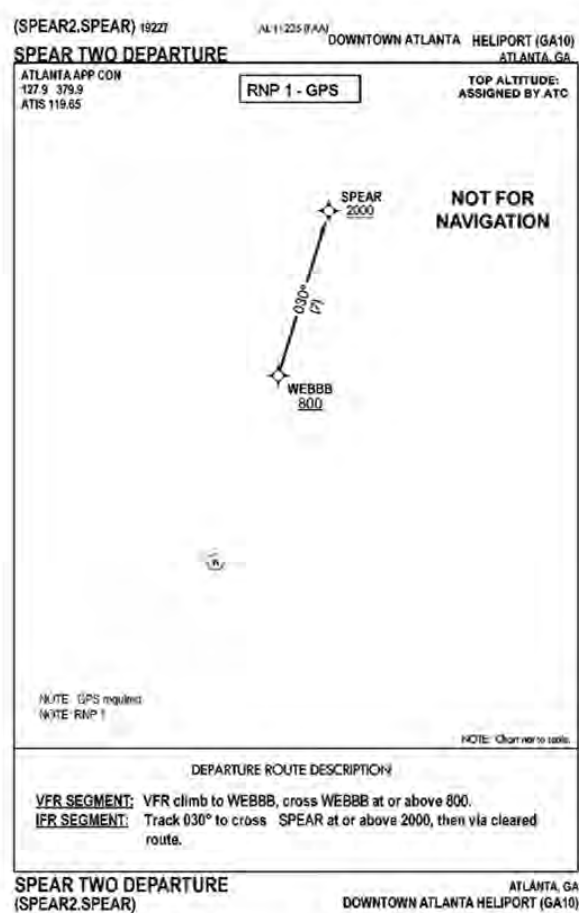 (SPEAR2.SPEAR) 19227
AL-11235 (FAA)
DOWNTOWN ATLANTA HELIPORT (GA10)
SPEAR TWO DEPARTURE
ATLANTA, GA
ATLANTA APP CON
127.9 379.9
ATIS 119.65
RNP 1 - GPS
TOP ALTITUDE:
ASSIGNED BY ATC
SPEAR
2000
NOT FOR
NAVIGATION
030°
(7)
WEBBB
800
H
NOTE: GPS required
NOTE: RNP 1
NOTE: Chart not to scale.
DEPARTURE ROUTE DESCRIPTION
VFR SEGMENT: VFR climb to WEBBB, cross WEBBB at or above 800.
IFR SEGMENT: Track 030° to cross SPEAR at or above 2000, then via cleared
route.
SPEAR TWO DEPARTURE
ATLANTA, GA
(SPEAR2.SPEAR)
DOWNTOWN ATLANTA HELIPORT (GA10)